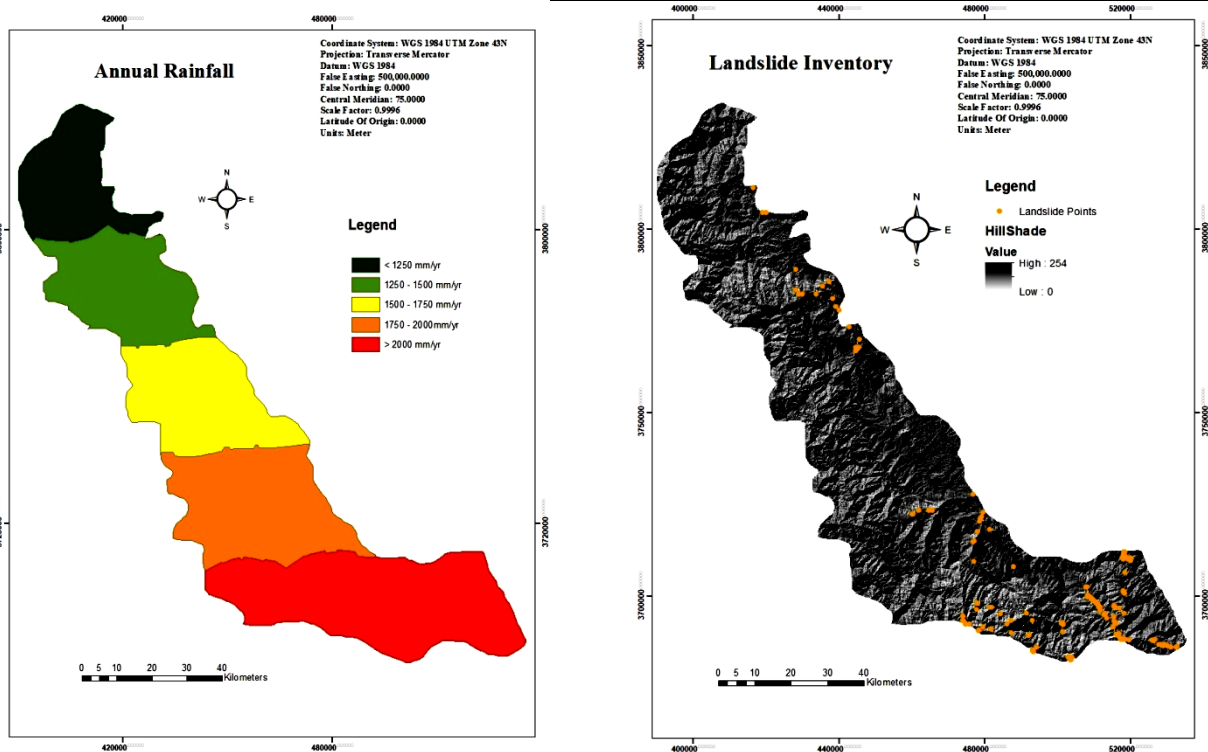 420000
480000
Coordinate System: WGS 1984 UTM Zone 43N
Projection: Transverse Mercator
Datum: WGS 1984
False Easting: 500,000.0000
False Northing: 0.0000
Central Meridian: 75.0000
Scale Factor: 0.9996
Latitude Of Origin: 0.0000
Units: Meter
Annual Rainfall
N
W E
S
3800000
Legend
< 1250 mm/yr
1250 - 1500 mm/yr
1500 - 1750 mm/yr
1750 - 2000mm/yr
> 2000 mm/yr
3720000
0 5 10 20 30 40
Kilometers
420000
480000
400000
440000
480000
520000
3850000
3850000
Coordinate System: WGS 1984 UTM Zone 43N
Projection: Transverse Mercator
Datum: WGS 1984
False Easting: 500,000.0000
False Northing: 0.0000
Central Meridian: 75.0000
Scale Factor: 0.9996
Latitude Of Origin: 0.0000
Units: Meter
Landslide Inventory
Legend
Landslide Points
HillShade
Value
High : 254
Low : 0
N
W E
S
3800000
3800000
3750000
3750000
3700000
3700000
0 5 10 20 30 40
Kilometers
400000
440000
480000
520000